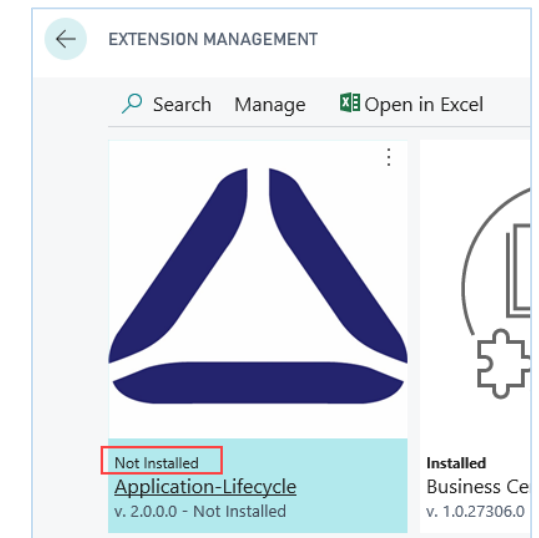 EXTENSION MANAGEMENT
Search Manage Open in Excel
Not Installed
Application-Lifecycle
v. 2.0.0.0 - Not Installed
Installed
Business Ce
v. 1.0.27306.0